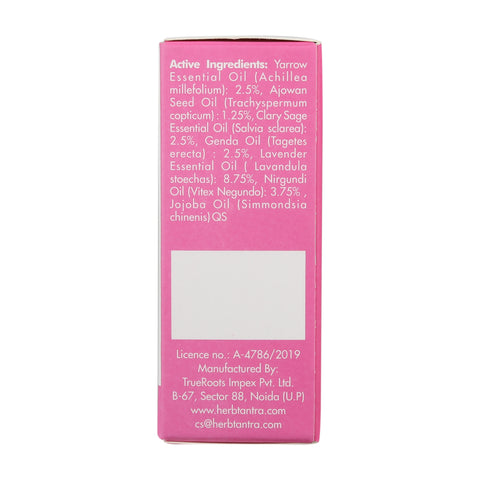 Active Ingredients: Yarrow
Essential Oil (Achillea
millefolium): 2.5%, Ajowan
Seed Oil (Trachyspermum
copticum) : 1.25%, Clary Sage
Essential Oil (Salvia sclarea):
2.5%, Genda Oil (Tagetes
erecta) : 2.5%, Lavender
Essential Oil ( Lavandula
stoechas): 8.75%, Nirgundi
Oil (Vitex Negundo): 3.75% ,
Jojoba Oil (Simmondsia
chinenis) QS
Licence no.: A-4786/2019
Manufactured By:
TrueRoots Impex Pvt. Ltd.
B-67, Sector 88, Noida (U.P)
www.herbtantra.com
cs@herbtantra.com